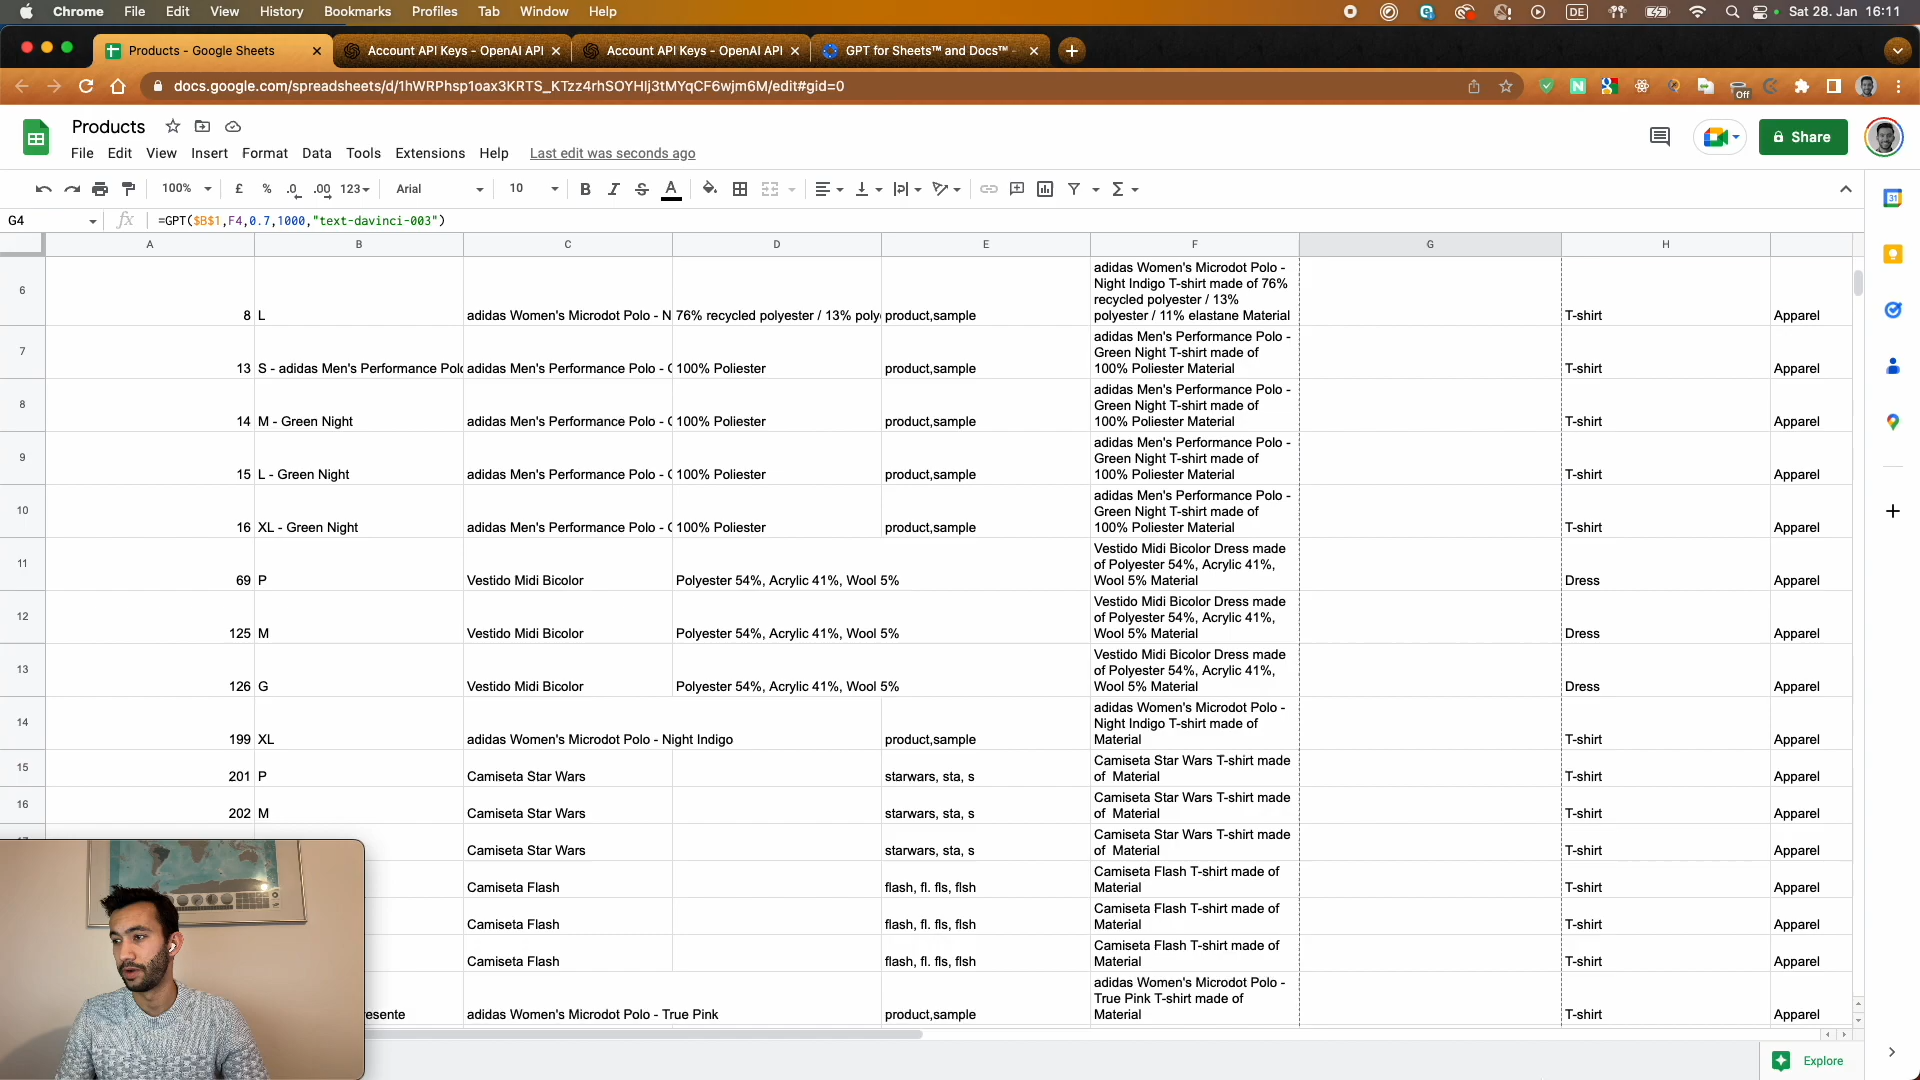 Chrome File Edit View History Bookmarks Profiles Tab Window Help DE Sat 28. Jan 16:11
Products - Google Sheets Account API Keys - OpenAI API Account API Keys - OpenAI API GPT for Sheets™ and Docs™ -
docs.google.com/spreadsheets/d/1hWRPhsp1oax3KRTS_KTzz4rhSOYHIj3tMYqCF6wjm6M/edit#gid=0 Off
Products
Share
File Edit View Insert Format Data Tools Extensions Help Last edit was seconds ago
100% £ % .0 .00 123 Arial 10 B I S A Σ
31
G4 fx =GPT($B$1,F4,0.7,1000,"text-davinci-003")
A B C D E F G H
6 8 L adidas Women's Microdot Polo - N 76% recycled polyester / 13% poly product,sample adidas Women's Microdot Polo -
Night Indigo T-shirt made of 76%
recycled polyester / 13%
polyester / 11% elastane Material T-shirt Apparel
7 13 S - adidas Men's Performance Polo adidas Men's Performance Polo - G 100% Poliester product,sample adidas Men's Performance Polo -
Green Night T-shirt made of
100% Poliester Material T-shirt Apparel
8 14 M - Green Night adidas Men's Performance Polo - G 100% Poliester product,sample adidas Men's Performance Polo -
Green Night T-shirt made of
100% Poliester Material T-shirt Apparel
9 15 L - Green Night adidas Men's Performance Polo - G 100% Poliester product,sample adidas Men's Performance Polo -
Green Night T-shirt made of
100% Poliester Material T-shirt Apparel
10 16 XL - Green Night adidas Men's Performance Polo - G 100% Poliester product,sample adidas Men's Performance Polo -
Green Night T-shirt made of
100% Poliester Material T-shirt Apparel
11 69 P Vestido Midi Bicolor Polyester 54%, Acrylic 41%, Wool 5% Vestido Midi Bicolor Dress made
of Polyester 54%, Acrylic 41%,
Wool 5% Material Dress Apparel
12 125 M Vestido Midi Bicolor Polyester 54%, Acrylic 41%, Wool 5% Vestido Midi Bicolor Dress made
of Polyester 54%, Acrylic 41%,
Wool 5% Material Dress Apparel
13 126 G Vestido Midi Bicolor Polyester 54%, Acrylic 41%, Wool 5% Vestido Midi Bicolor Dress made
of Polyester 54%, Acrylic 41%,
Wool 5% Material Dress Apparel
14 199 XL adidas Women's Microdot Polo - Night Indigo product,sample adidas Women's Microdot Polo -
Night Indigo T-shirt made of
Material T-shirt Apparel
15 201 P Camiseta Star Wars starwars, sta, s Camiseta Star Wars T-shirt made
of Material T-shirt Apparel
16 202 M Camiseta Star Wars starwars, sta, s Camiseta Star Wars T-shirt made
of Material T-shirt Apparel
Camiseta Star Wars starwars, sta, s Camiseta Star Wars T-shirt made
of Material T-shirt Apparel
Camiseta Flash flash, fl. fls, flsh Camiseta Flash T-shirt made of
Material T-shirt Apparel
Camiseta Flash flash, fl. fls, flsh Camiseta Flash T-shirt made of
Material T-shirt Apparel
Camiseta Flash flash, fl. fls, flsh Camiseta Flash T-shirt made of
Material T-shirt Apparel
esente adidas Women's Microdot Polo - True Pink product,sample adidas Women's Microdot Polo -
True Pink T-shirt made of
Material T-shirt Apparel
Explore